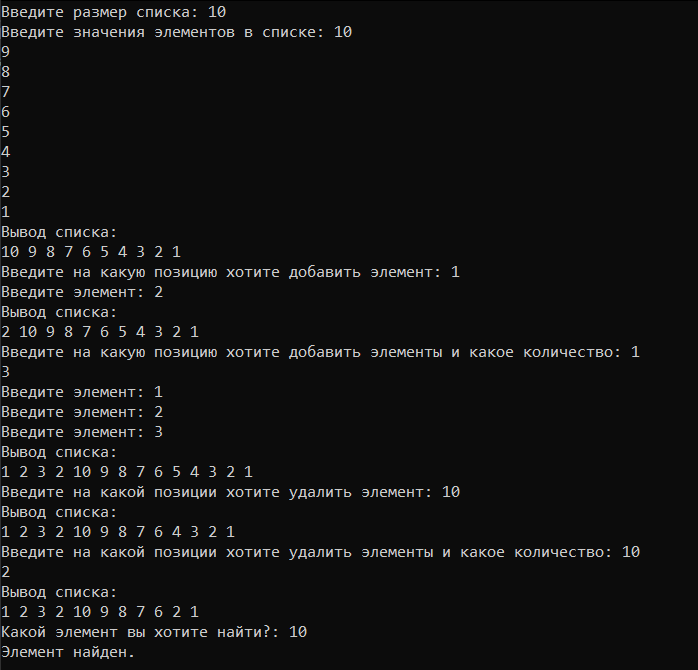 Введите размер списка: 10
Введите значения элементов в списке: 10
9
8
7
6
5
4
3
2
1
Вывод списка:
10 9 8 7 6 5 4 3 2 1
Введите на какую позицию хотите добавить элемент: 1
Введите элемент: 2
Вывод списка:
2 10 9 8 7 6 5 4 3 2 1
Введите на какую позицию хотите добавить элементы и какое количество: 1
3
Введите элемент: 1
Введите элемент: 2
Введите элемент: 3
Вывод списка:
1 2 3 2 10 9 8 7 6 5 4 3 2 1
Введите на какой позиции хотите удалить элемент: 10
Вывод списка:
1 2 3 2 10 9 8 7 6 4 3 2 1
Введите на какой позиции хотите удалить элементы и какое количество: 10
2
Вывод списка:
1 2 3 2 10 9 8 7 6 2 1
Какой элемент вы хотите найти?: 10
Элемент найден.